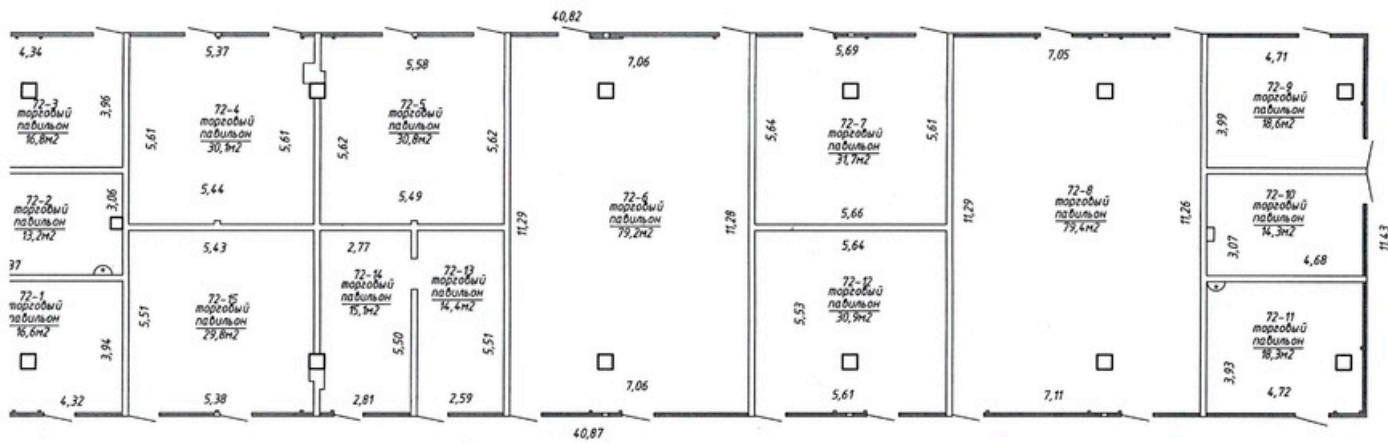 40,82
4,34
72-3
торговый
павильон
16,8м2
3,96
5,37
72-4
торговый
павильон
30,1м2
5,61
5,61
5,44
5,58
72-5
торговый
павильон
30,8м2
5,62
5,62
5,49
7,06
72-6
торговый
павильон
79,2м2
11,29
11,28
7,06
5,69
72-7
торговый
павильон
31,7м2
5,64
5,61
5,66
7,05
72-8
торговый
павильон
79,4м2
11,29
11,26
7,11
4,71
72-9
торговый
павильон
18,6м2
3,99
72-2
торговый
павильон
13,2м2
3,06
37
72-10
торговый
павильон
14,3м2
3,07
4,68
11,43
72-1
торговый
павильон
16,6м2
3,94
4,32
5,43
72-15
торговый
павильон
29,8м2
5,51
5,38
2,77
72-14
торговый
павильон
15,1м2
5,50
2,81
72-13
торговый
павильон
14,4м2
5,51
2,59
5,64
72-12
торговый
павильон
30,9м2
5,53
5,61
72-11
торговый
павильон
18,3м2
3,93
4,72
40,87